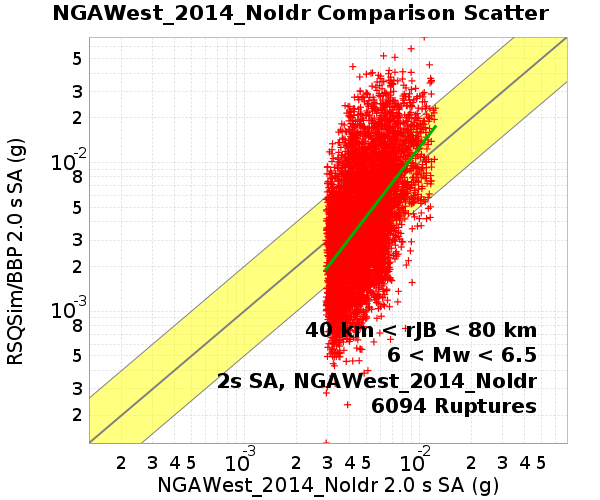 NGAWest_2014_NoIdr Comparison Scatter
5
3
2
10-2
8
5
3
2
10-3
8
5
3
2
RSQSim/BBP 2.0 s SA (g)
40 km < rJB < 80 km
6 < Mw < 6.5
2s SA, NGAWest_2014_NoIdr
6094 Ruptures
2 3 4 5 10-3 2 3 4 5 10-2 2 3 4 5
NGAWest_2014_NoIdr 2.0 s SA (g)